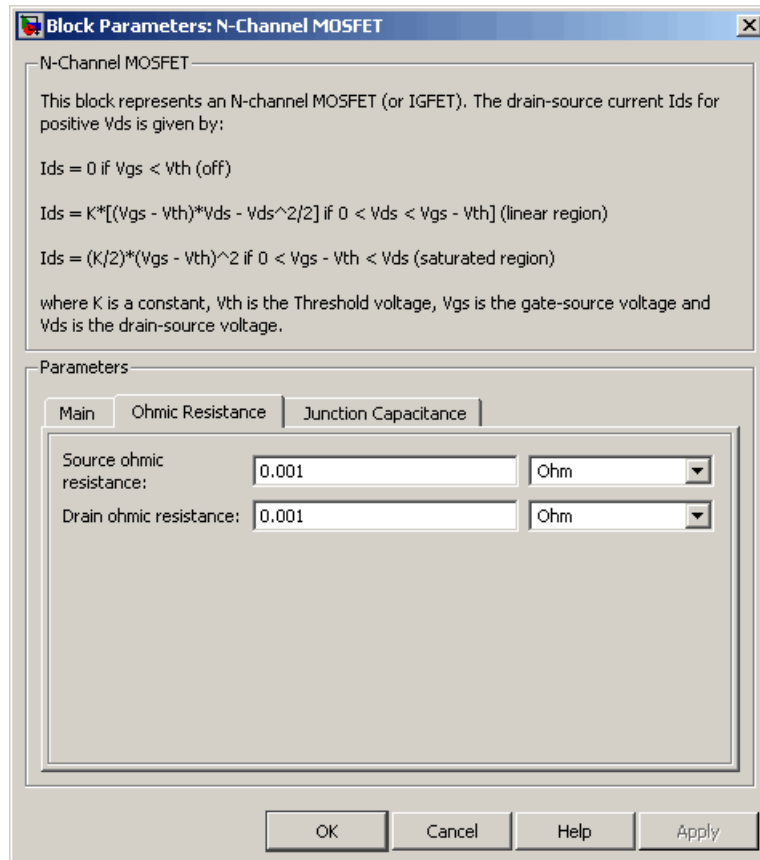 Block Parameters: N-Channel MOSFET
N-Channel MOSFET
This block represents an N-channel MOSFET (or IGFET). The drain-source current Ids for
positive Vds is given by:
Ids = 0 if Vgs < Vth (off)
Ids = K*[(Vgs - Vth)*Vds - Vds^2/2] if 0 < Vds < Vgs - Vth] (linear region)
Ids = (K/2)*(Vgs - Vth)^2 if 0 < Vgs - Vth < Vds (saturated region)
where K is a constant, Vth is the Threshold voltage, Vgs is the gate-source voltage and
Vds is the drain-source voltage.
Parameters
Main Ohmic Resistance Junction Capacitance
Source ohmic
resistance: 0.001 Ohm
Drain ohmic resistance: 0.001 Ohm
OK Cancel Help Apply